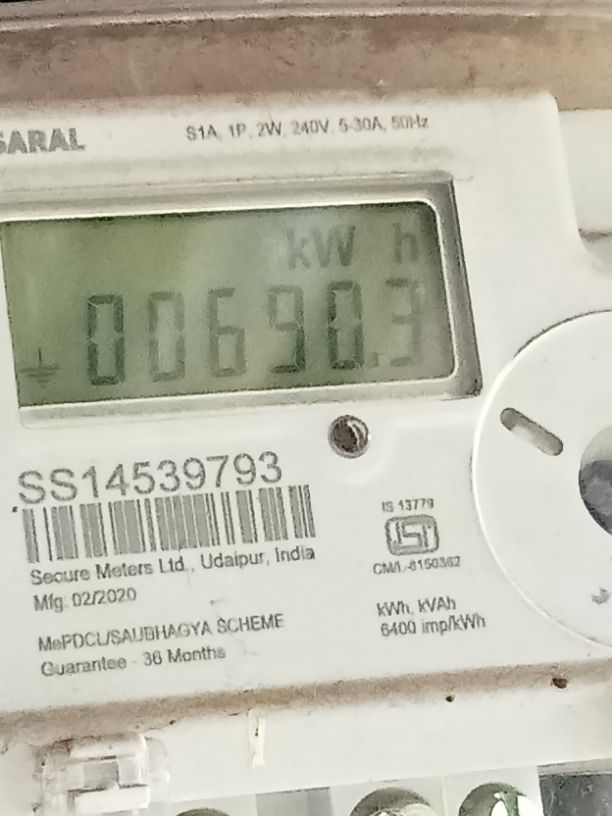 SARAL
S1A, 1P, 2W, 240V, 5-30A, 50Hz
kW h
00690.3
SS14539793
Secure Meters Ltd., Udaipur, India
Mfg: 02/2020
MePDCL/SAUBHAGYA SCHEME
Guarantee - 36 Months
IS 13779
ISI
CM/L-8150362
kWh, kVAh
6400 imp/kWh